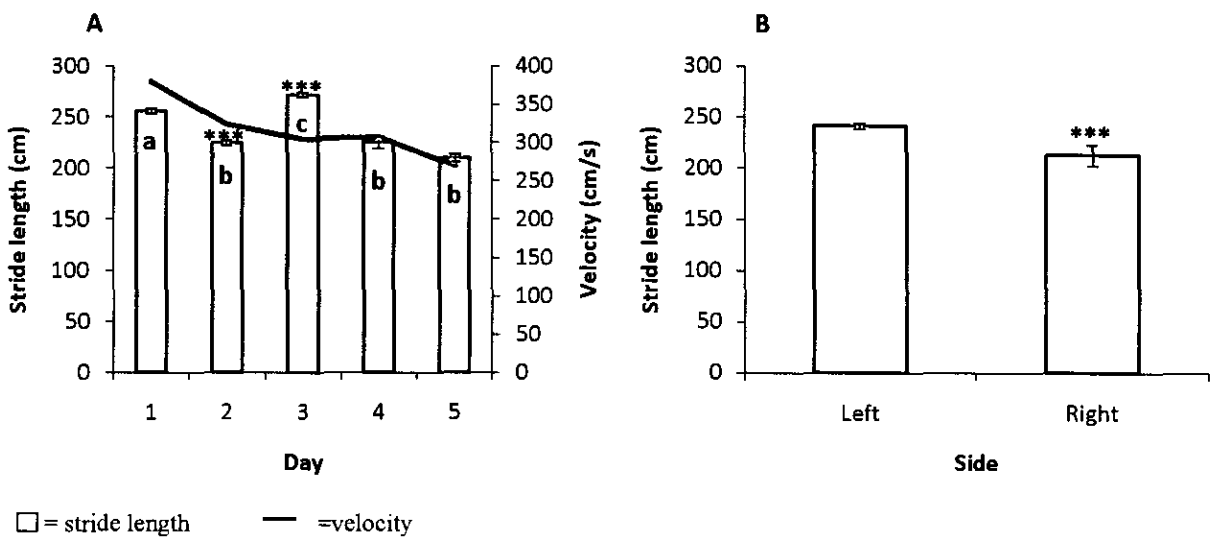 A
Stride length (cm)
300
250
200
150
100
50
0
a
***
b
***
c
b
b
400
350
300
250
200
150
100
50
0
Velocity (cm/s)
1 2 3 4 5
Day
B
Stride length (cm)
300
250
200
150
100
50
0
***
Left Right
Side
= stride length =velocity